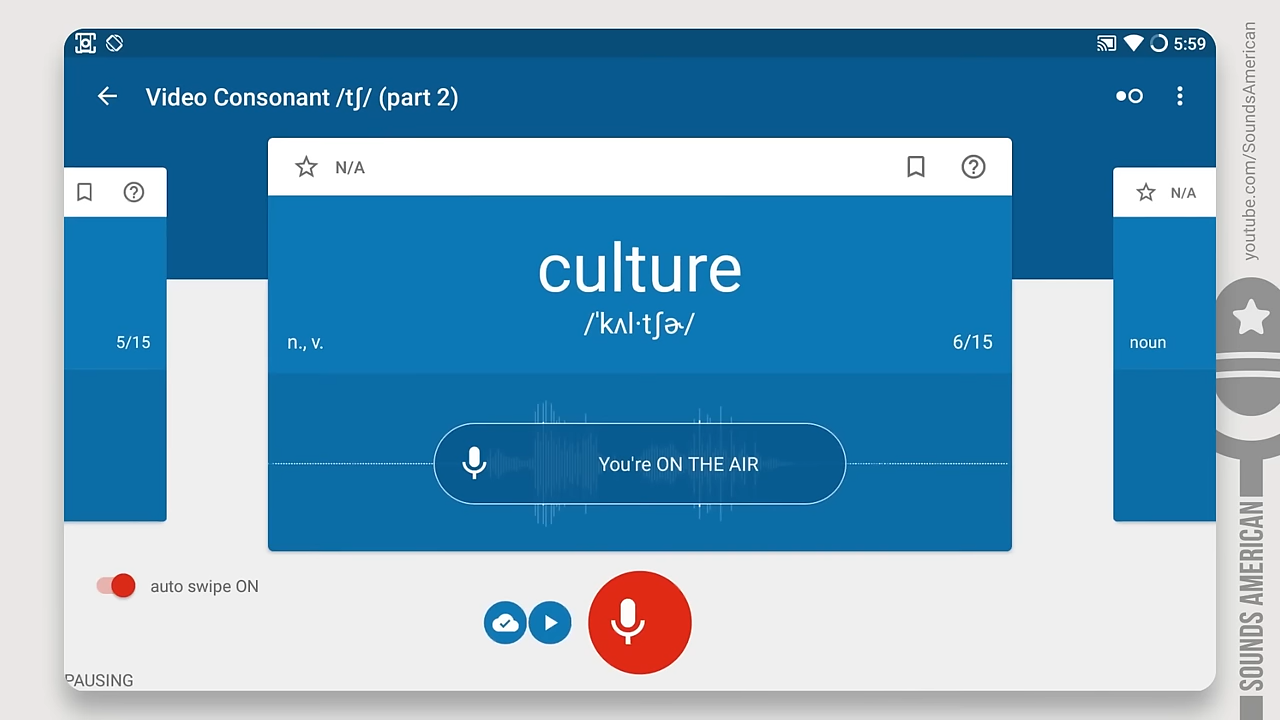 5:59
Video Consonant /tʃ/ (part 2)
N/A
N/A
culture
/ˈkʌl·tʃɚ/
n., v.
6/15
5/15
noun
You're ON THE AIR
auto swipe ON
PAUSING
youtube.com/SoundsAmerican
SOUNDS AMERICAN